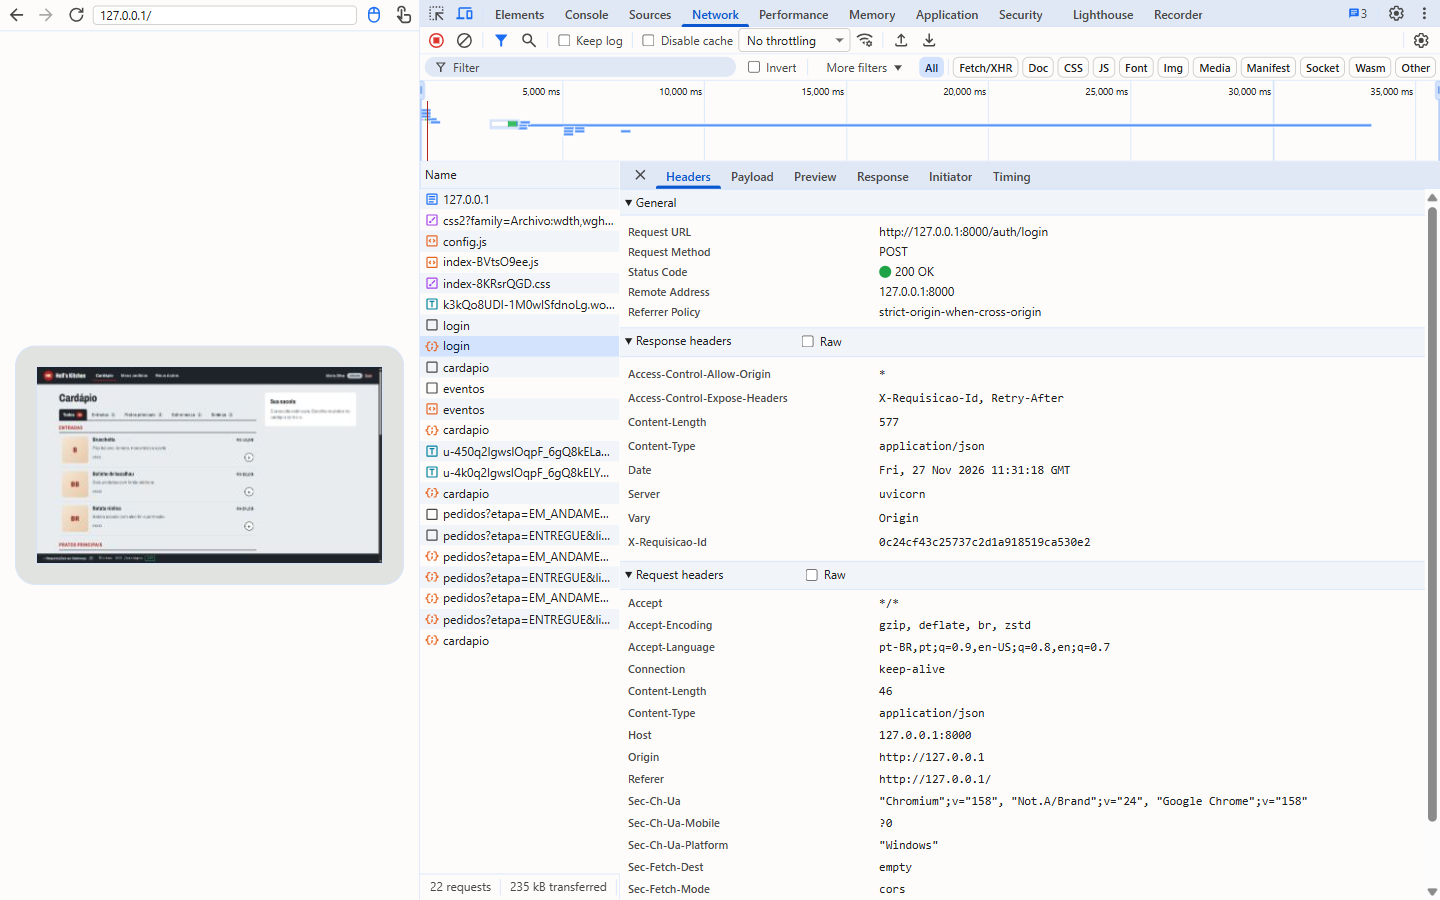 127.0.0.1/
Elements Console Sources Network Performance Memory Application Security Lighthouse Recorder 3
Keep log Disable cache No throttling
Filter Invert More filters All Fetch/XHR Doc CSS JS Font Img Media Manifest Socket Wasm Other
5,000 ms 10,000 ms 15,000 ms 20,000 ms 25,000 ms 30,000 ms 35,000 ms
Name
127.0.0.1
css2?family=Archivo:wdth,wgh...
config.js
index-BVtsO9ee.js
index-8KRsrQGD.css
k3kQo8UDI-1M0wlSfdnoLg.wo...
login
login
cardapio
eventos
eventos
cardapio
u-450q2lgwslOqpF_6gQ8kELa...
u-4k0q2lgwslOqpF_6gQ8kELY...
cardapio
pedidos?etapa=EM_ANDAME...
pedidos?etapa=ENTREGUE&li...
pedidos?etapa=EM_ANDAME...
pedidos?etapa=ENTREGUE&li...
pedidos?etapa=EM_ANDAME...
pedidos?etapa=ENTREGUE&li...
cardapio
22 requests 235 kB transferred
Headers Payload Preview Response Initiator Timing
General
Request URL http://127.0.0.1:8000/auth/login
Request Method POST
Status Code 200 OK
Remote Address 127.0.0.1:8000
Referrer Policy strict-origin-when-cross-origin
Response headers Raw
Access-Control-Allow-Origin *
Access-Control-Expose-Headers X-Requisicao-Id, Retry-After
Content-Length 577
Content-Type application/json
Date Fri, 27 Nov 2026 11:31:18 GMT
Server uvicorn
Vary Origin
X-Requisicao-Id 0c24cf43c25737c2d1a918519ca530e2
Request headers Raw
Accept */*
Accept-Encoding gzip, deflate, br, zstd
Accept-Language pt-BR,pt;q=0.9,en-US;q=0.8,en;q=0.7
Connection keep-alive
Content-Length 46
Content-Type application/json
Host 127.0.0.1:8000
Origin http://127.0.0.1
Referer http://127.0.0.1/
Sec-Ch-Ua "Chromium";v="158", "Not.A/Brand";v="24", "Google Chrome";v="158"
Sec-Ch-Ua-Mobile ?0
Sec-Ch-Ua-Platform "Windows"
Sec-Fetch-Dest empty
Sec-Fetch-Mode cors
Hell's Kitchen Cardápio
Cardápio
ENTRADAS
B Bruschetta
BB Bolinho de bacalhau
BR Batata rústica
PRATOS PRINCIPAIS